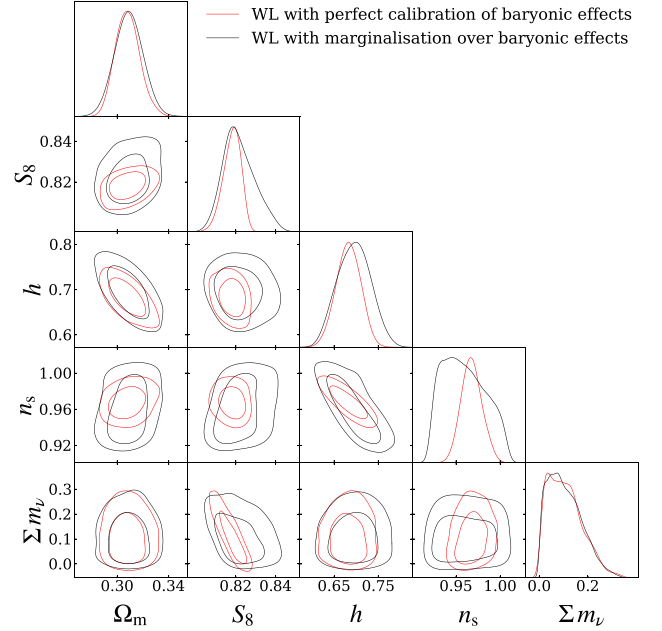 WL with perfect calibration of baryonic effects
WL with marginalisation over baryonic effects
0.84
0.82
S₈
0.8
0.7
0.6
h
1.00
0.96
0.92
nₛ
0.3
0.2
0.1
0.0
Σmν
0.30 0.34 0.82 0.84 0.65 0.75 0.95 1.00 0.0 0.2
Ωₘ S₈ h nₛ Σmν